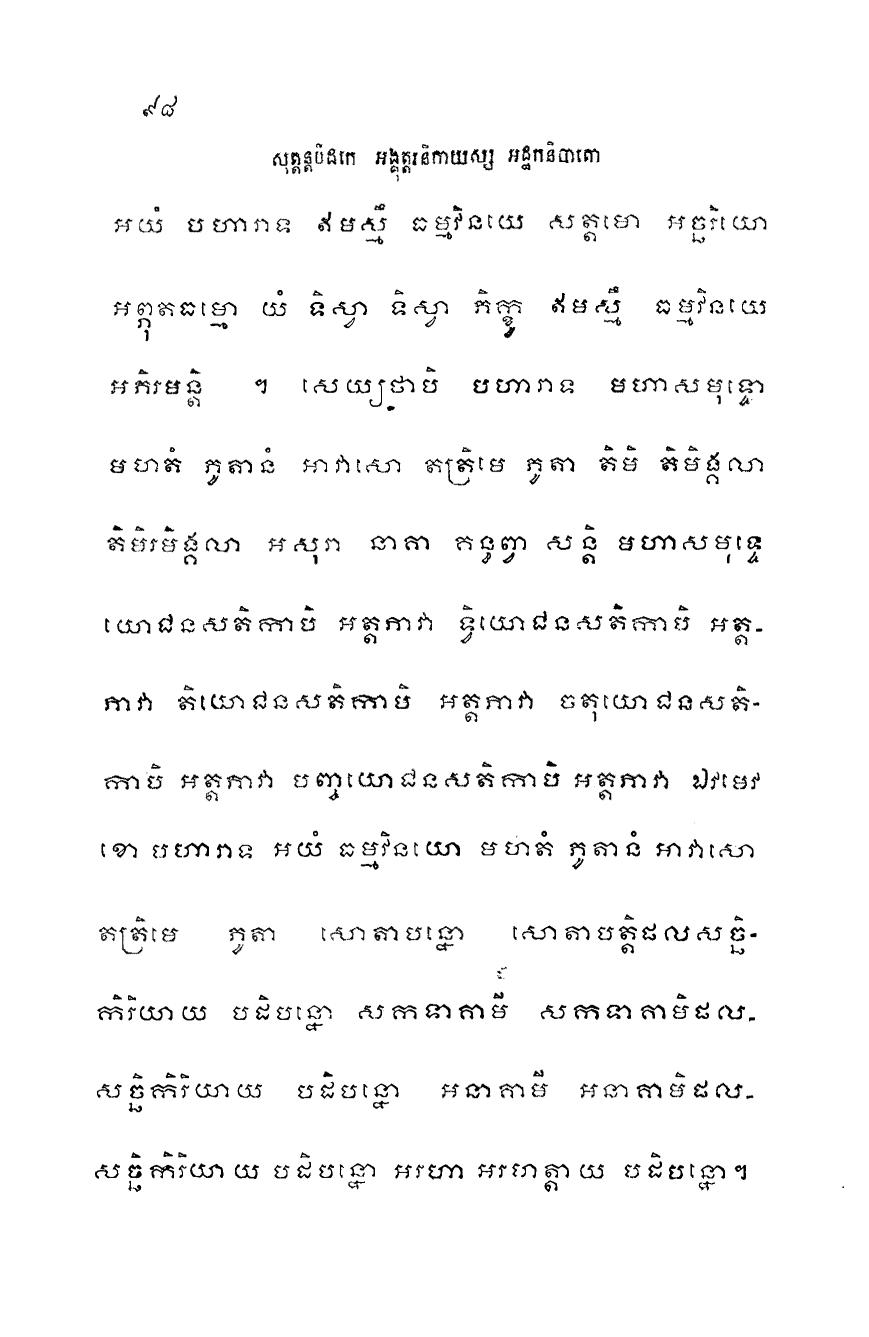 ៩៨
សុត្តន្តបិដកេ អង្គុត្តរនិកាយស្ស អដ្ឋកនិបាតោ
អយំ បហារាទ ឥមស្មឹ ធម្មវិនយេ សត្តមោ អច្ឆរិយោ
អព្ភុតធម្មោ យំ ទិស្វា ទិស្វា ភិក្ខូ ឥមស្មឹ ធម្មវិនយេ
អភិរមន្តិ ។ សេយ្យថាបិ បហារាទ មហាសមុទ្ទោ
មហតំ ភូតានំ អាវាសោ តត្រិមេ ភូតា តិមិ តិមិង្គលា
តិមិរមិង្គលា អសុរា នាគា គន្ធព្វា សន្តិ មហាសមុទ្ទេ
យោជនសតិកាបិ អត្តភាវា ទ្វិយោជនសតិកាបិ អត្ត-
ភាវា តិយោជនសតិកាបិ អត្តភាវា ចតុយោជនសតិ-
កាបិ អត្តភាវា បញ្ចយោជនសតិកាបិ អត្តភាវា ឯវមេវ
ខោ បហារាទ អយំ ធម្មវិនយោ មហតំ ភូតានំ អាវាសោ
តត្រិមេ ភូតា សោតាបន្នោ សោតាបត្តិផលសច្ឆិ-
កិរិយាយ បដិបន្នោ សកទាគាមី សកទាគាមិផល-
សច្ឆិកិរិយាយ បដិបន្នោ អនាគាមី អនាគាមិផល-
សច្ឆិកិរិយាយ បដិបន្នោ អរហា អរហត្តាយ បដិបន្នោ។